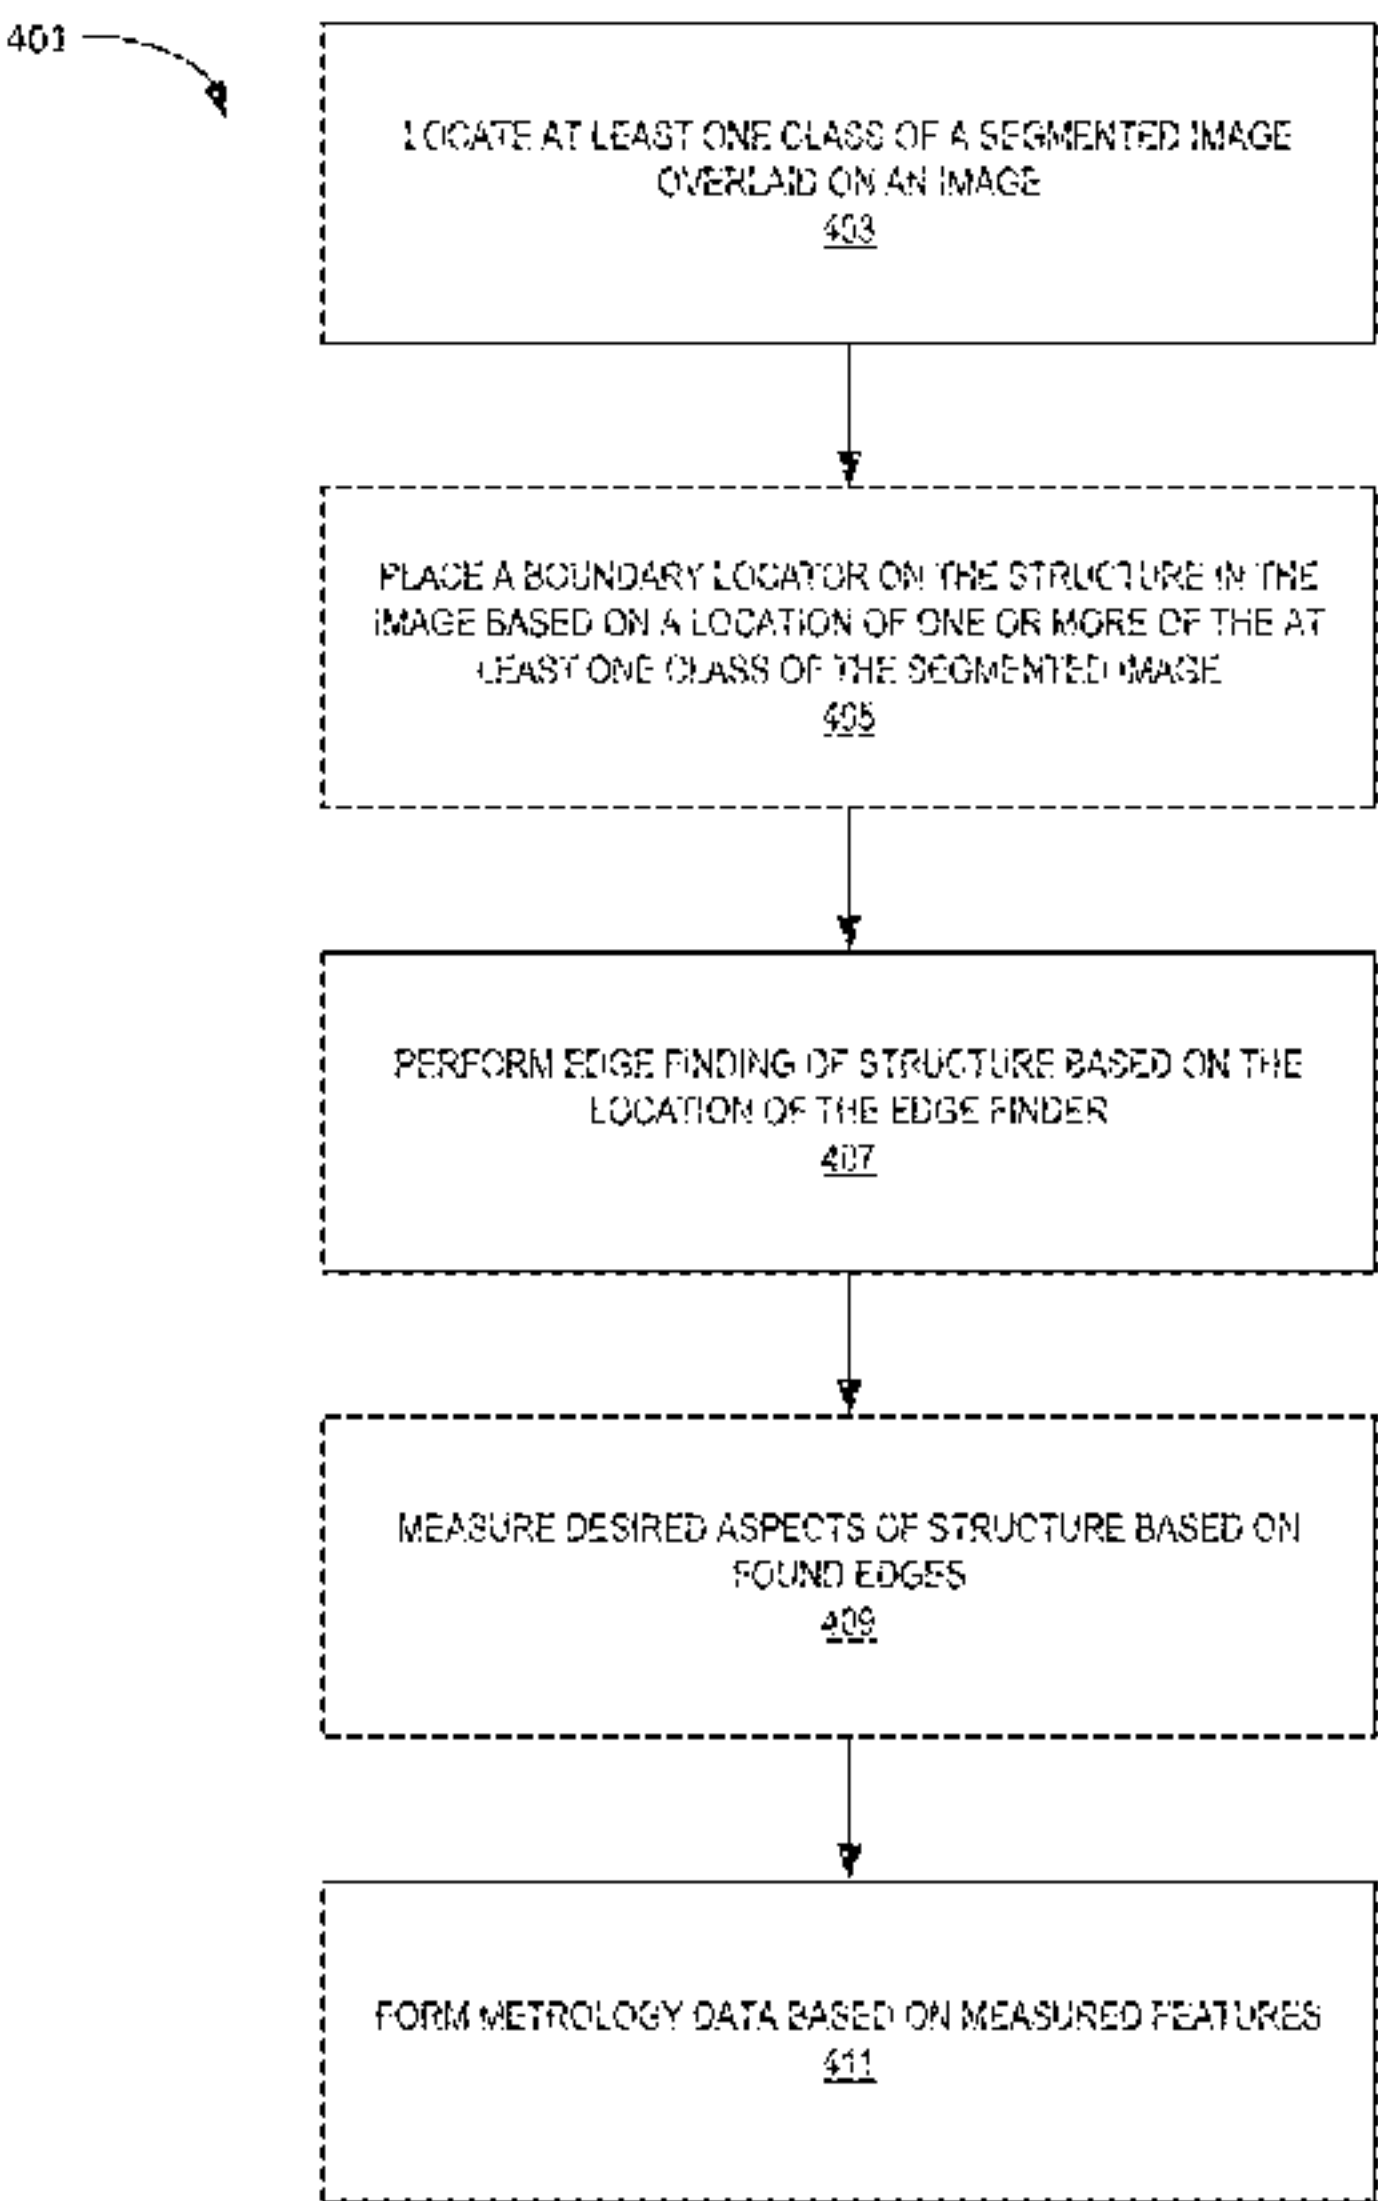 401
LOCATE AT LEAST ONE CLASS OF A SEGMENTED IMAGE
OVERLAID ON AN IMAGE
403
PLACE A BOUNDARY LOCATOR ON THE STRUCTURE IN THE
IMAGE BASED ON A LOCATION OF ONE OR MORE OF THE AT
LEAST ONE CLASS OF THE SEGMENTED IMAGE
405
PERFORM EDGE FINDING OF STRUCTURE BASED ON THE
LOCATION OF THE EDGE FINDER
407
MEASURE DESIRED ASPECTS OF STRUCTURE BASED ON
FOUND EDGES
409
FORM METROLOGY DATA BASED ON MEASURED FEATURES
411